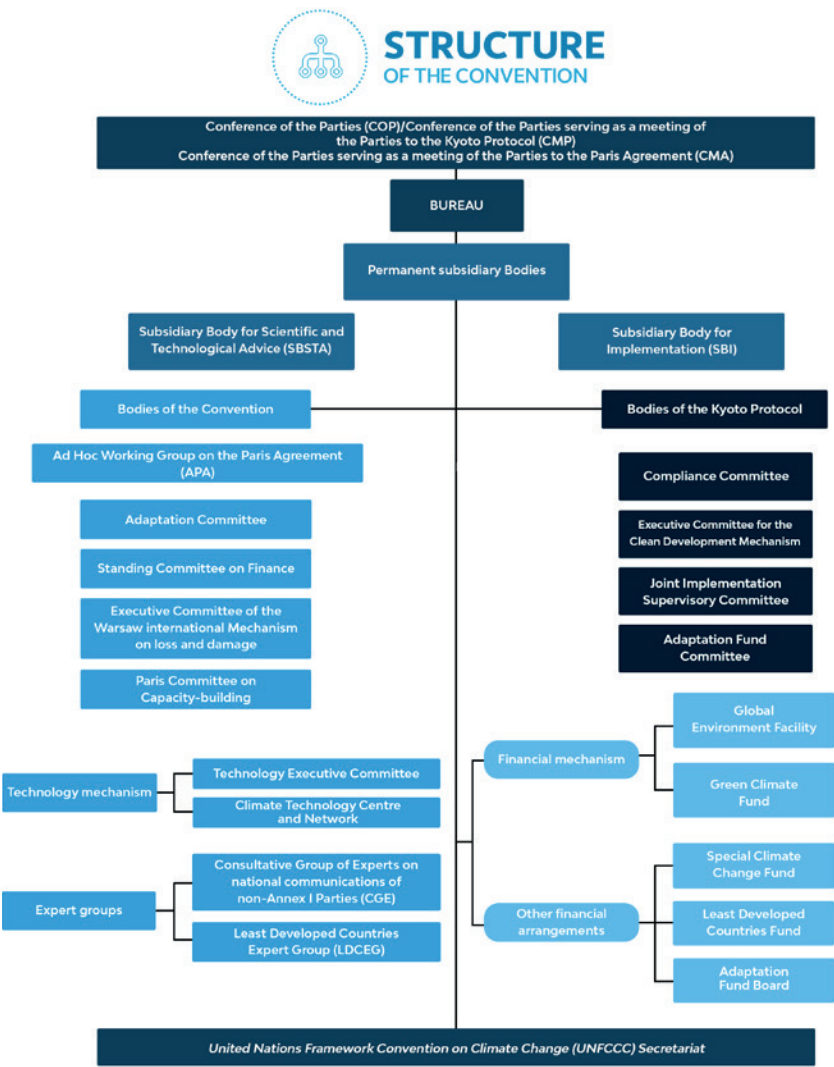 STRUCTURE
OF THE CONVENTION
Conference of the Parties (COP)/Conference of the Parties serving as a meeting of
the Parties to the Kyoto Protocol (CMP)
Conference of the Parties serving as a meeting of the Parties to the Paris Agreement (CMA)
BUREAU
Permanent subsidiary Bodies
Subsidiary Body for Scientific and
Technological Advice (SBSTA)
Subsidiary Body for
Implementation (SBI)
Bodies of the Convention
Bodies of the Kyoto Protocol
Ad Hoc Working Group on the Paris Agreement
(APA)
Adaptation Committee
Standing Committee on Finance
Executive Committee of the
Warsaw international Mechanism
on loss and damage
Paris Committee on
Capacity-building
Compliance Committee
Executive Committee for the
Clean Development Mechanism
Joint Implementation
Supervisory Committee
Adaptation Fund
Committee
Technology mechanism
Technology Executive Committee
Climate Technology Centre
and Network
Expert groups
Consultative Group of Experts on
national communications of
non-Annex I Parties (CGE)
Least Developed Countries
Expert Group (LDCEG)
Financial mechanism
Global
Environment Facility
Green Climate
Fund
Other financial
arrangements
Special Climate
Change Fund
Least Developed
Countries Fund
Adaptation
Fund Board
United Nations Framework Convention on Climate Change (UNFCCC) Secretariat